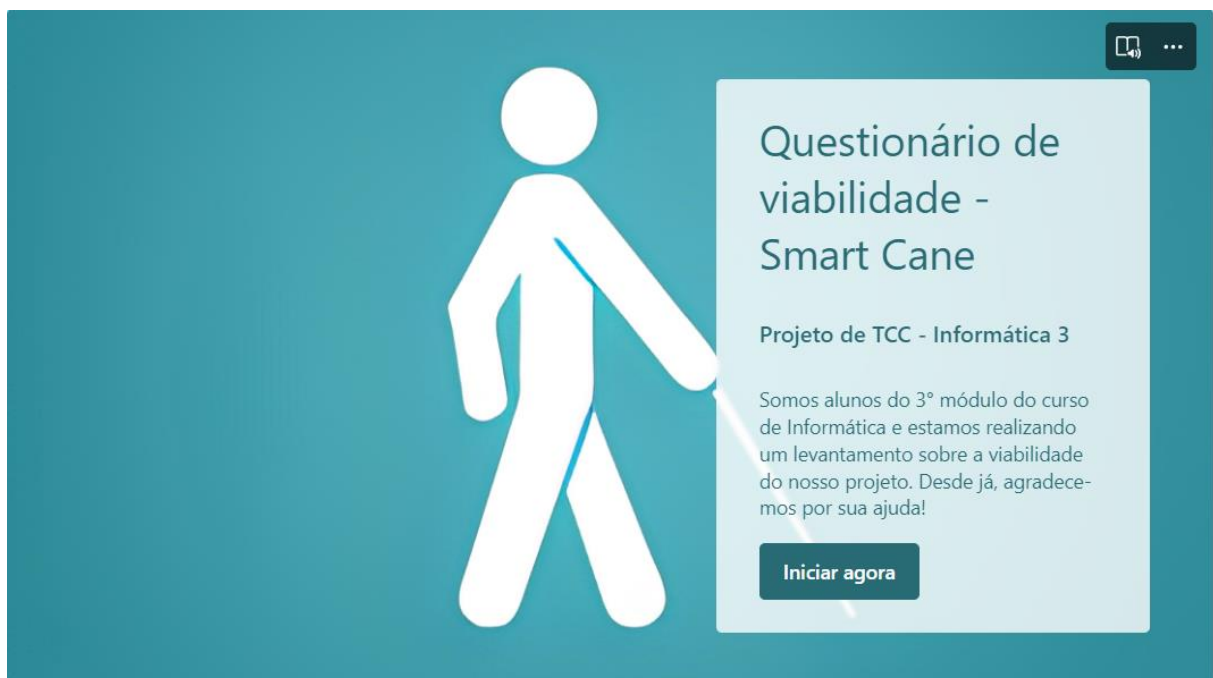 Questionário de
viabilidade -
Smart Cane
Projeto de TCC - Informática 3
Somos alunos do 3° módulo do curso
de Informática e estamos realizando
um levantamento sobre a viabilidade
do nosso projeto. Desde já, agradece-
mos por sua ajuda!
Iniciar agora